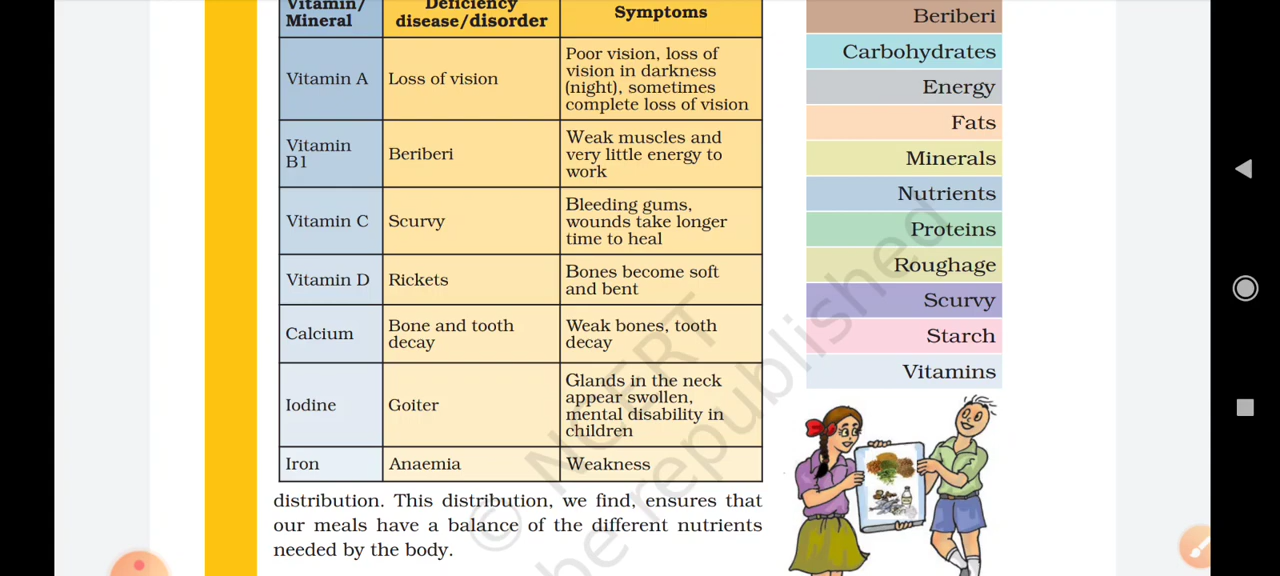 Vitamin/
Mineral
Deficiency
disease/disorder
Symptoms
Vitamin A
Loss of vision
Poor vision, loss of
vision in darkness
(night), sometimes
complete loss of vision
Vitamin
B1
Beriberi
Weak muscles and
very little energy to
work
Vitamin C
Scurvy
Bleeding gums,
wounds take longer
time to heal
Vitamin D
Rickets
Bones become soft
and bent
Calcium
Bone and tooth
decay
Weak bones, tooth
decay
Iodine
Goiter
Glands in the neck
appear swollen,
mental disability in
children
Iron
Anaemia
Weakness
distribution. This distribution, we find, ensures that
our meals have a balance of the different nutrients
needed by the body.
Beriberi
Carbohydrates
Energy
Fats
Minerals
Nutrients
Proteins
Roughage
Scurvy
Starch
Vitamins
© NCERT
be republished